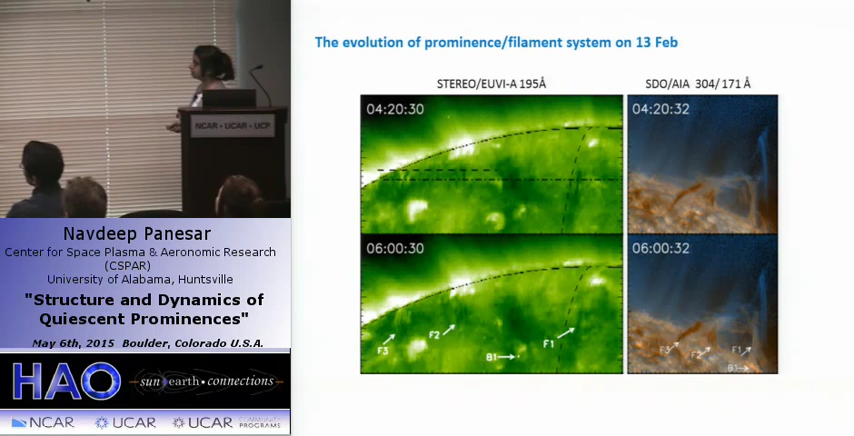 The evolution of prominence/filament system on 13 Feb
STEREO/EUVI-A 195Å
SDO/AIA 304/171 Å
04:20:30
04:20:32
06:00:30
F3
F2
F1
B1
06:00:32
F3
F2
F1
B1
NCAR • UCAR • UCP
Navdeep Panesar
Center for Space Plasma & Aeronomic Research
(CSPAR)
University of Alabama, Huntsville
"Structure and Dynamics of
Quiescent Prominences"
May 6th, 2015 Boulder, Colorado U.S.A.
HAO
sun earth • connections
NCAR
UCAR
UCAR COMMUNITY
PROGRAMS